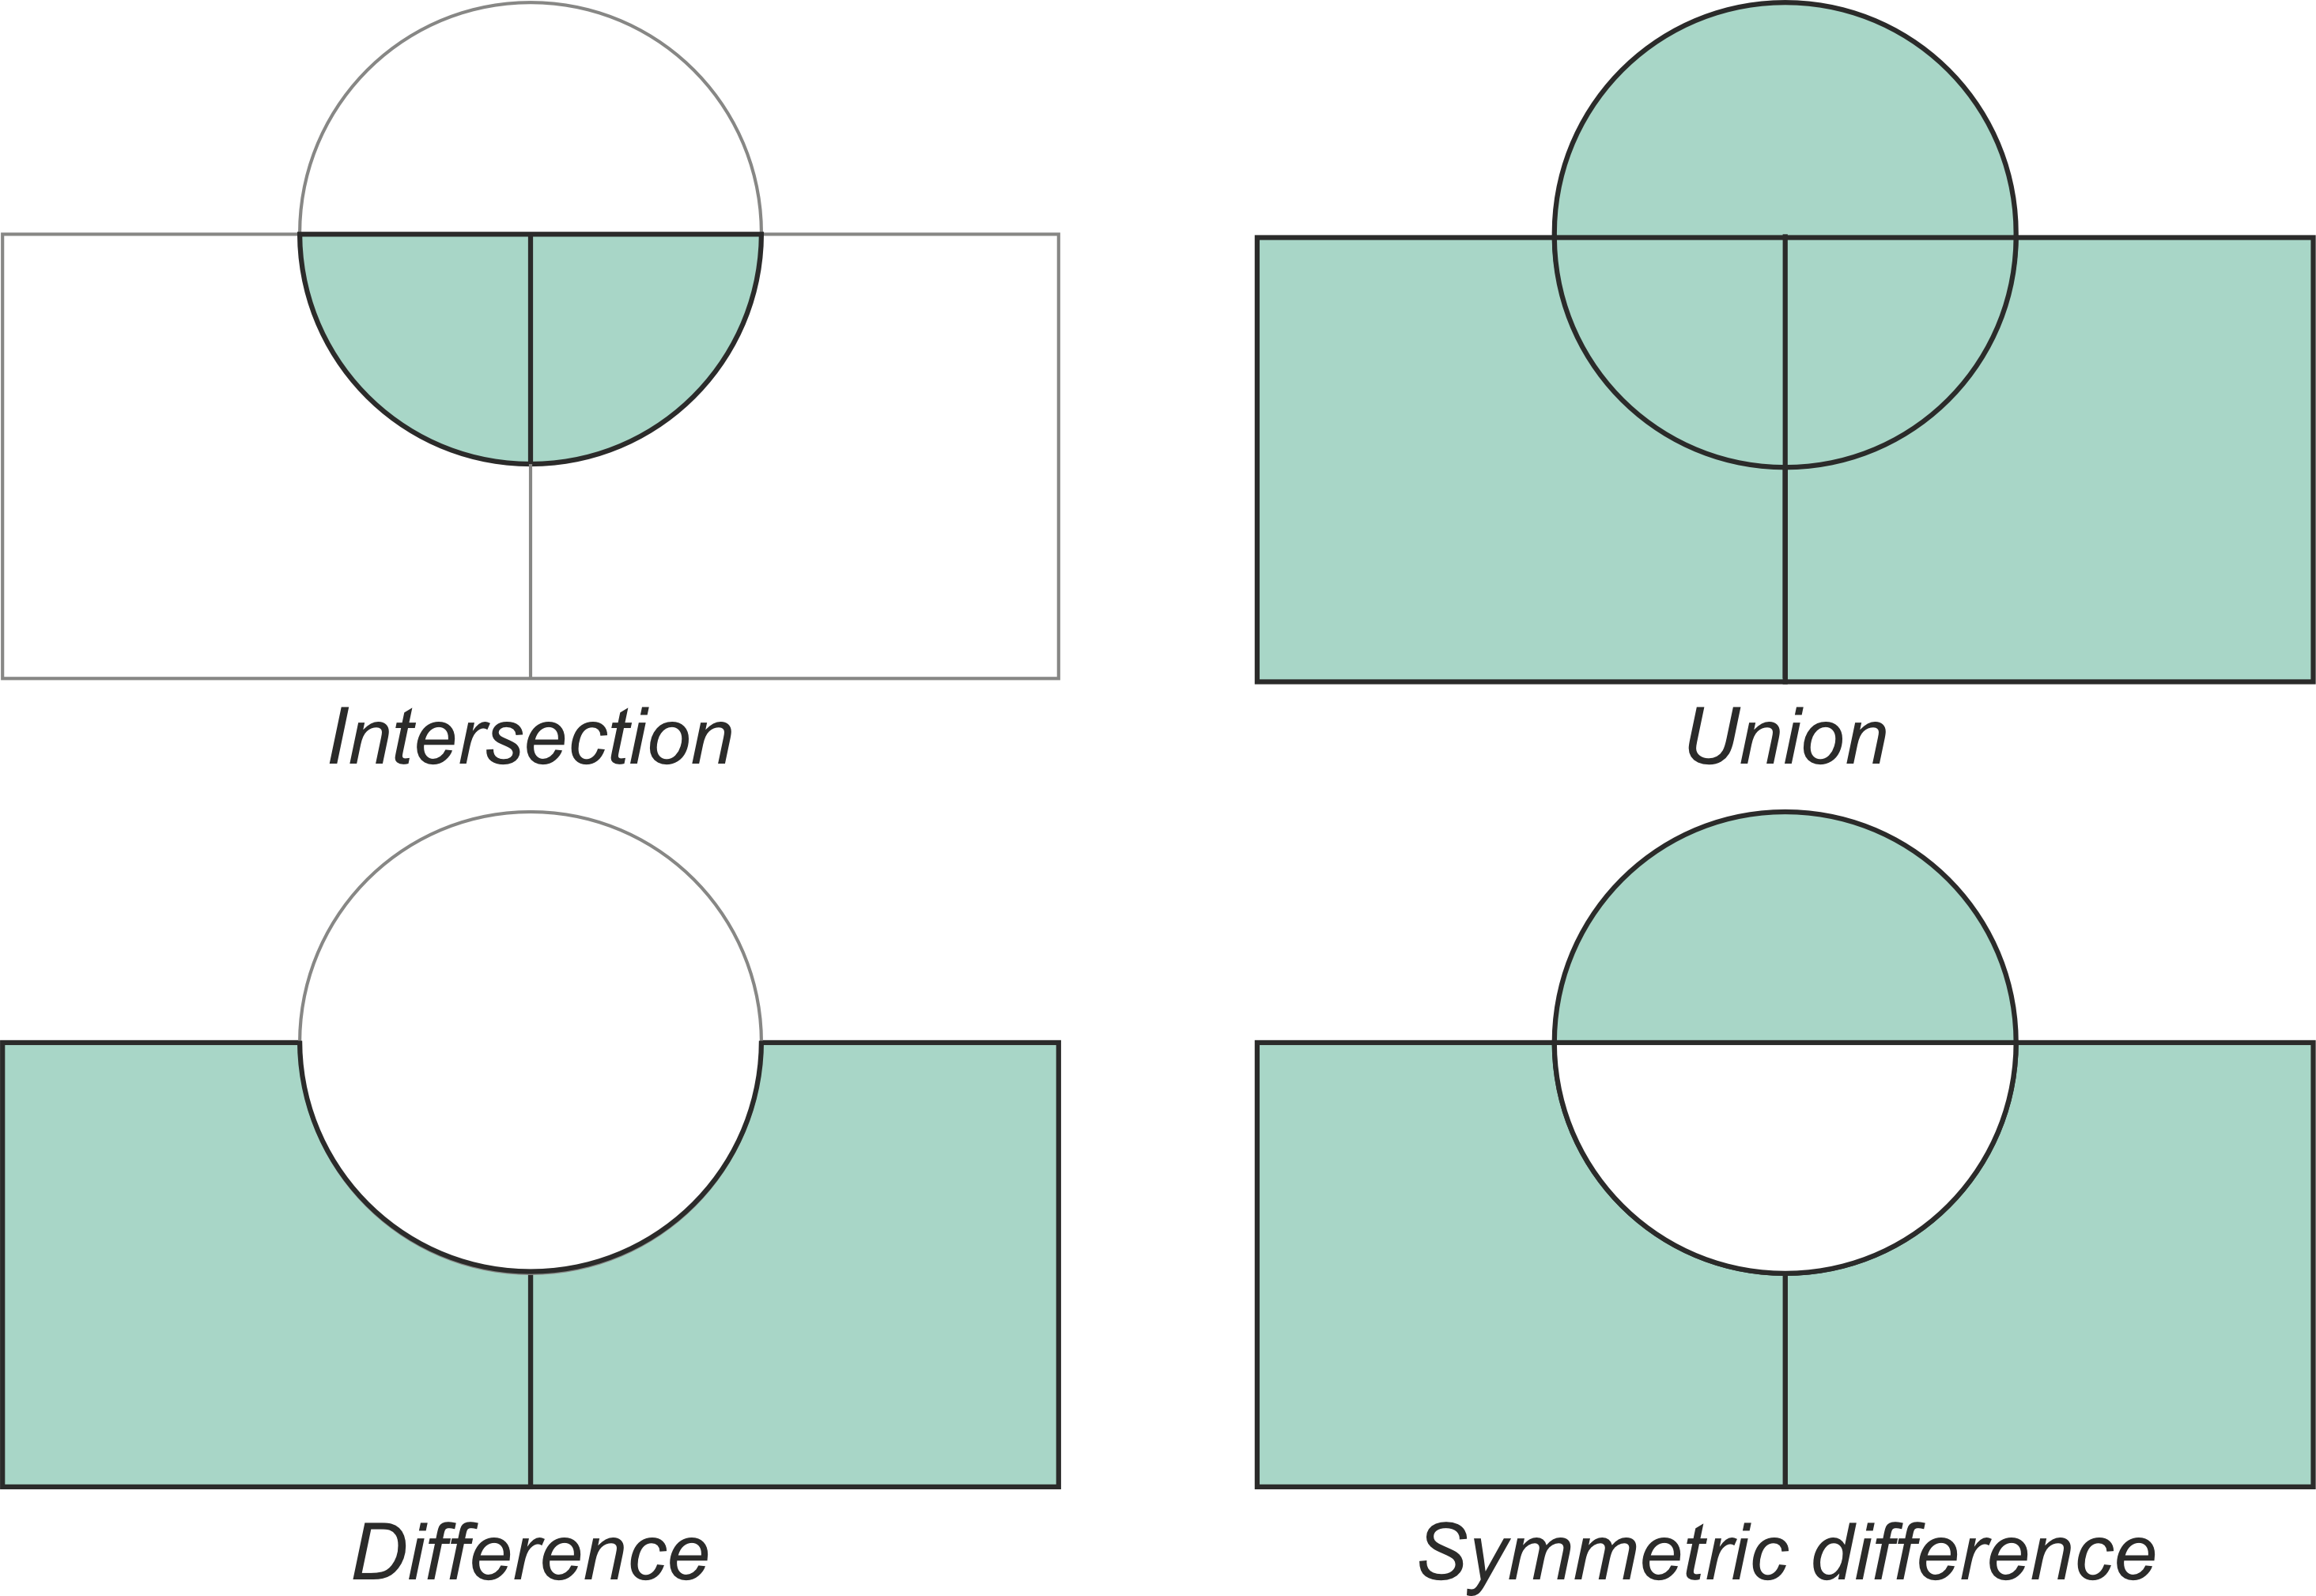 Intersection
Union
Difference
Symmetric difference